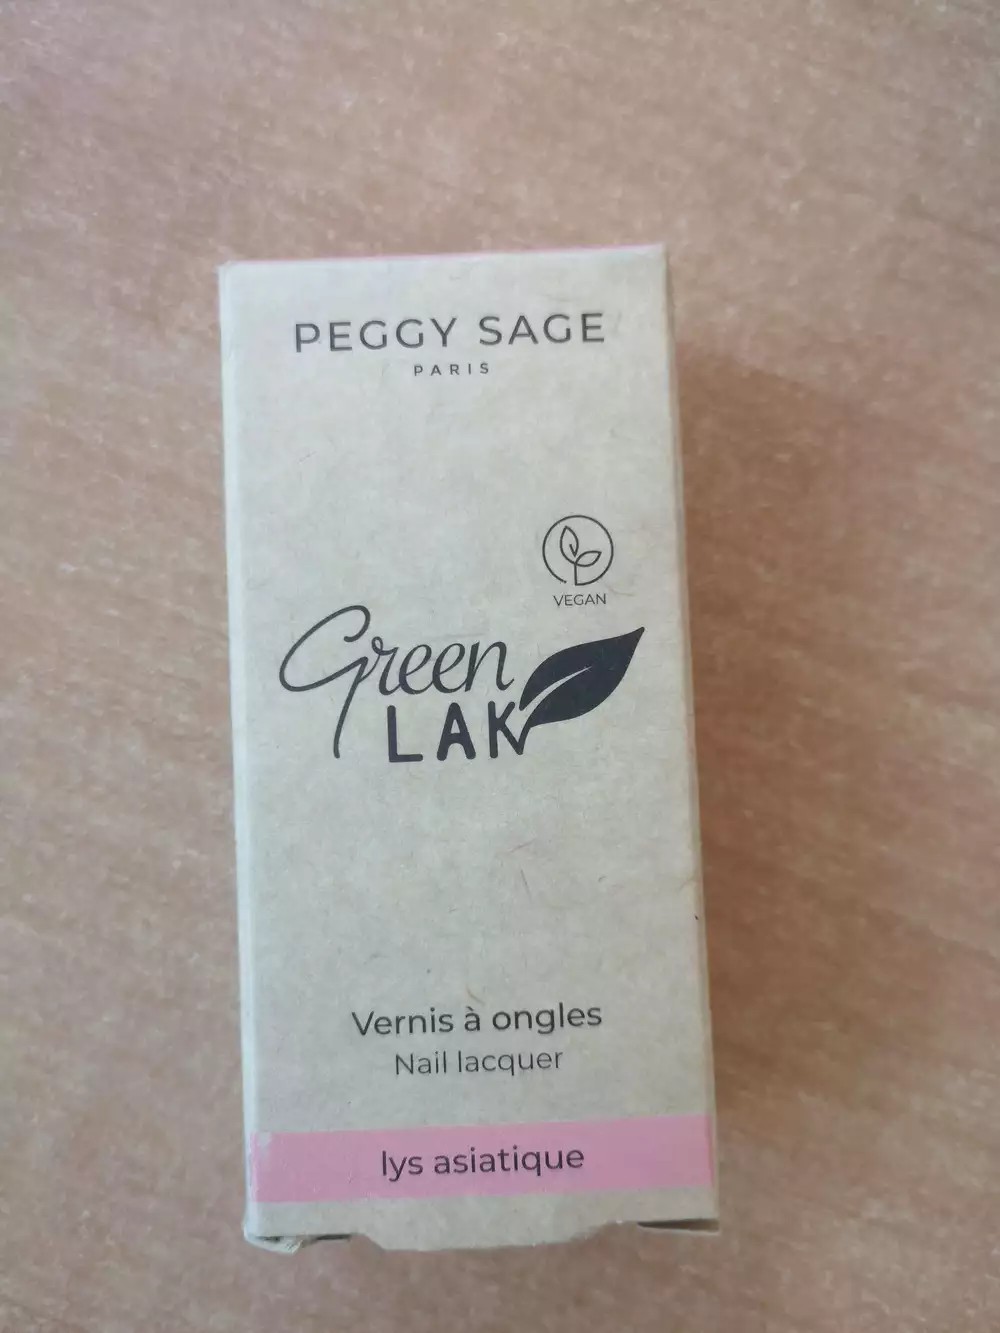 PEGGY SAGE
PARIS
VEGAN
Green
LAK
Vernis à ongles
Nail lacquer
lys asiatique